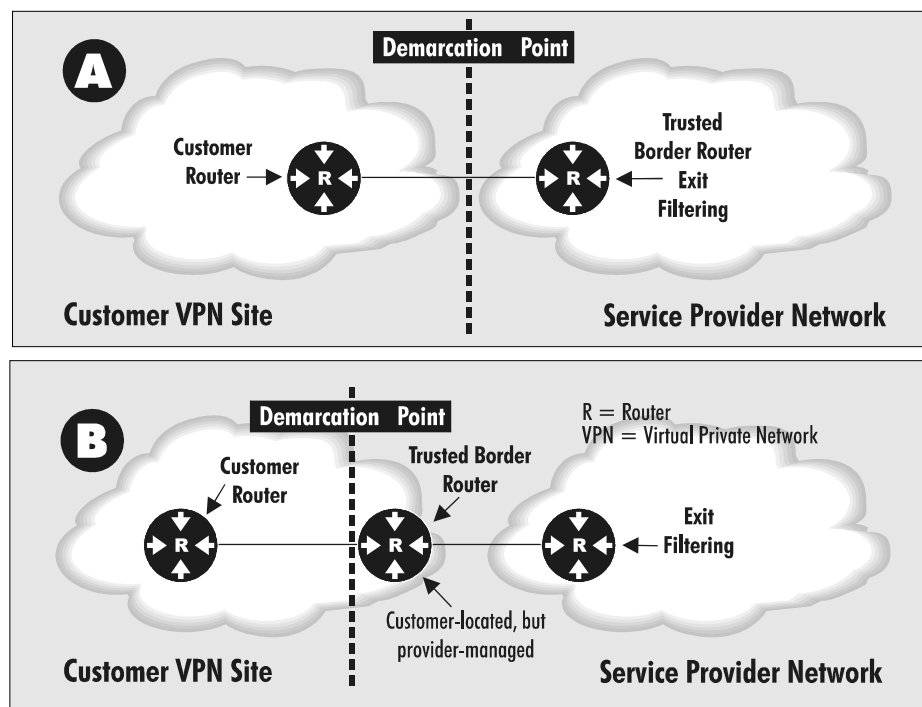 Demarcation Point
A
Customer
Router
R
R
Trusted
Border Router
Exit
Filtering
Customer VPN Site
Service Provider Network
Demarcation Point
B
R = Router
VPN = Virtual Private Network
Customer
Router
Trusted Border
Router
R
R
R
Exit
Filtering
Customer-located, but
provider-managed
Customer VPN Site
Service Provider Network